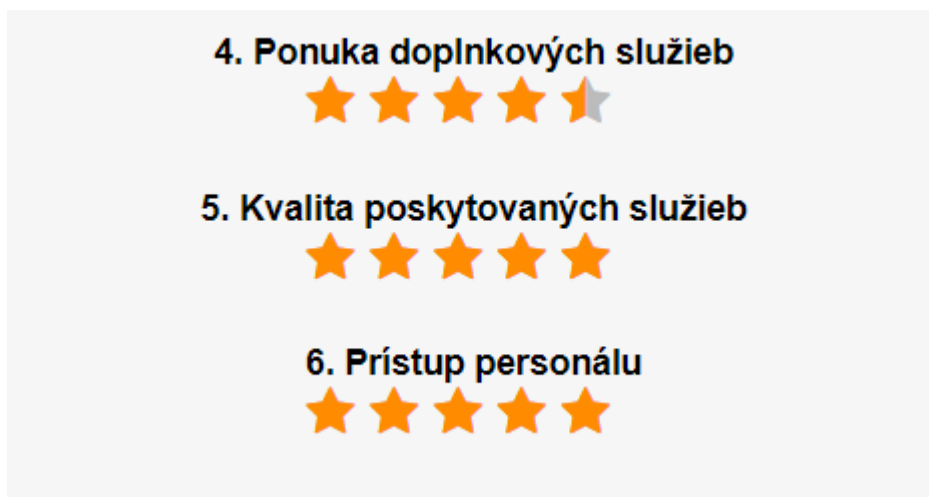 4. Ponuka doplnkových služieb
5. Kvalita poskytovaných služieb
6. Prístup personálu